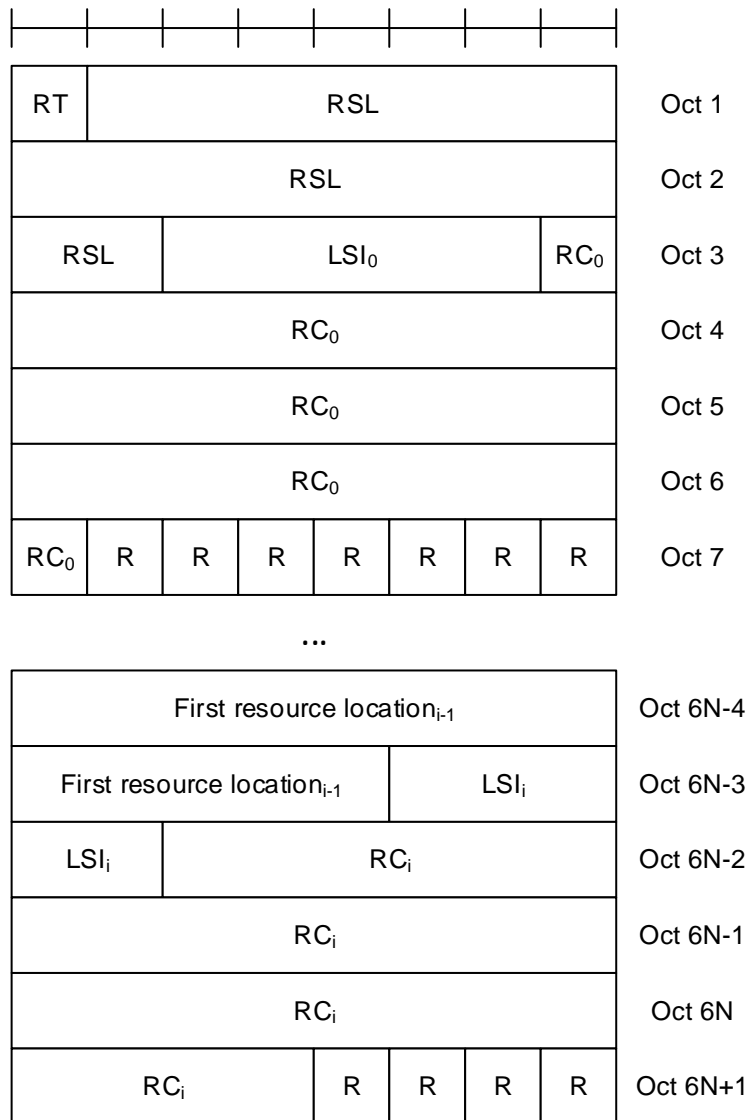 RT RSL Oct 1
RSL Oct 2
RSL LSI₀ RC₀ Oct 3
RC₀ Oct 4
RC₀ Oct 5
RC₀ Oct 6
RC₀ R R R R R R R Oct 7
...
First resource locationᵢ₋₁ Oct 6N-4
First resource locationᵢ₋₁ LSIᵢ Oct 6N-3
LSIᵢ RCᵢ Oct 6N-2
RCᵢ Oct 6N-1
RCᵢ Oct 6N
RCᵢ R R R R Oct 6N+1